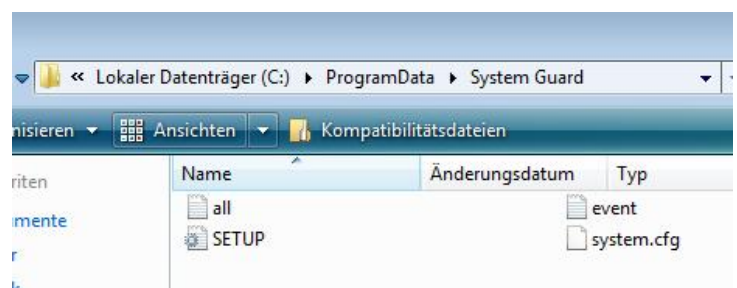 « Lokaler Datenträger (C:) ProgramData System Guard
nisieren Ansichten Kompatibilitätsdateien
riten Name Änderungsdatum Typ
all event
mente
SETUP system.cfg
r